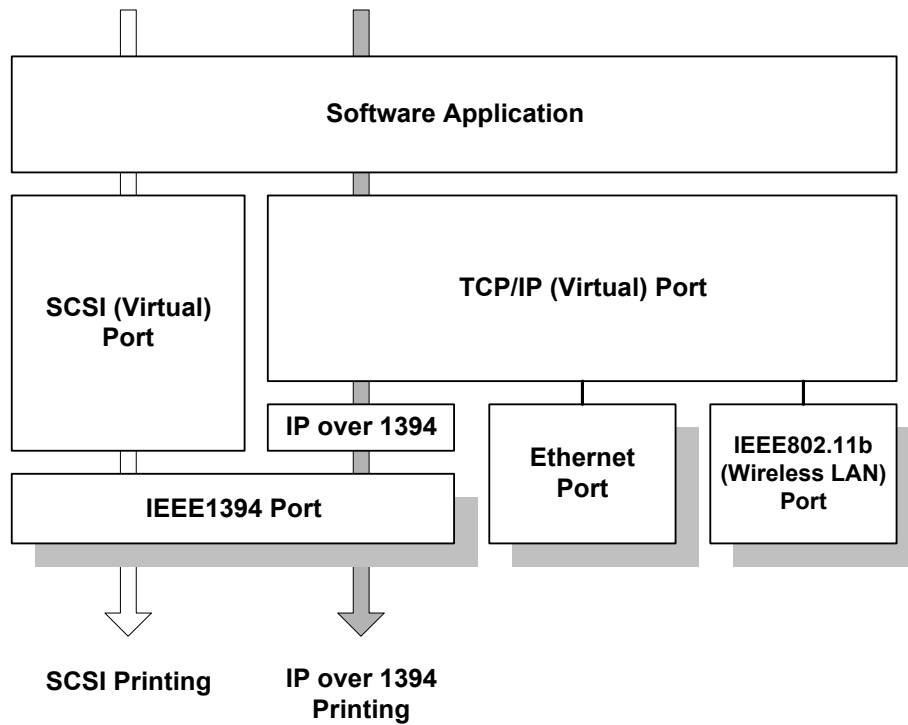 Software Application
SCSI (Virtual)
Port
TCP/IP (Virtual) Port
IP over 1394
Ethernet
Port
IEEE802.11b
(Wireless LAN)
Port
IEEE1394 Port
SCSI Printing
IP over 1394
Printing